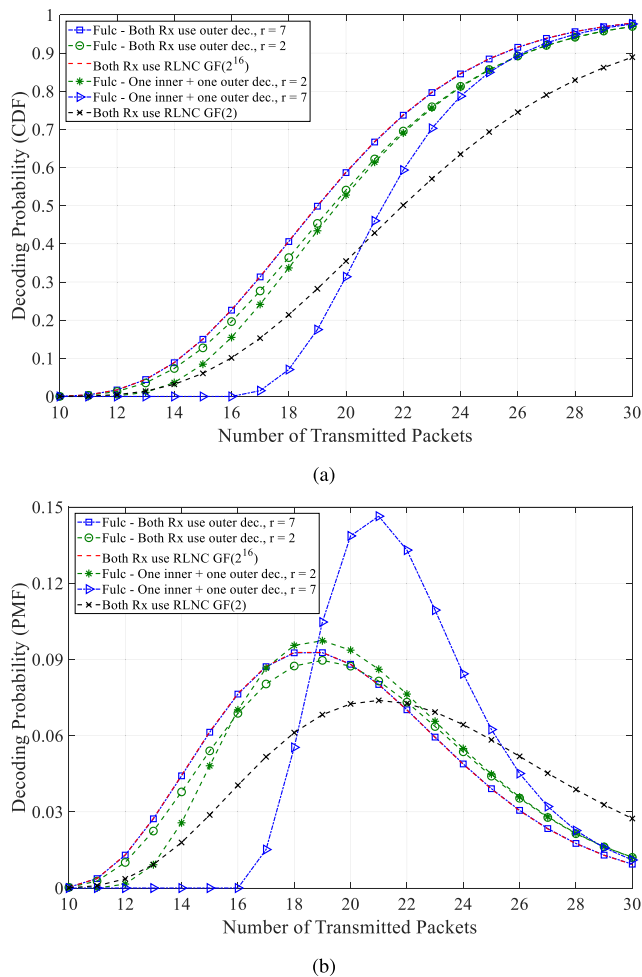 1
0.9
0.8
0.7
0.6
0.5
0.4
0.3
0.2
0.1
0
Decoding Probability (CDF)
Fulc - Both Rx use outer dec., r = 7
Fulc - Both Rx use outer dec., r = 2
Both Rx use RLNC GF(2^16)
Fulc - One inner + one outer dec., r = 2
Fulc - One inner + one outer dec., r = 7
Both Rx use RLNC GF(2)
10 12 14 16 18 20 22 24 26 28 30
Number of Transmitted Packets
(a)
0.15
0.12
0.09
0.06
0.03
0
Decoding Probability (PMF)
Fulc - Both Rx use outer dec., r = 7
Fulc - Both Rx use outer dec., r = 2
Both Rx use RLNC GF(2^16)
Fulc - One inner + one outer dec., r = 2
Fulc - One inner + one outer dec., r = 7
Both Rx use RLNC GF(2)
10 12 14 16 18 20 22 24 26 28 30
Number of Transmitted Packets
(b)